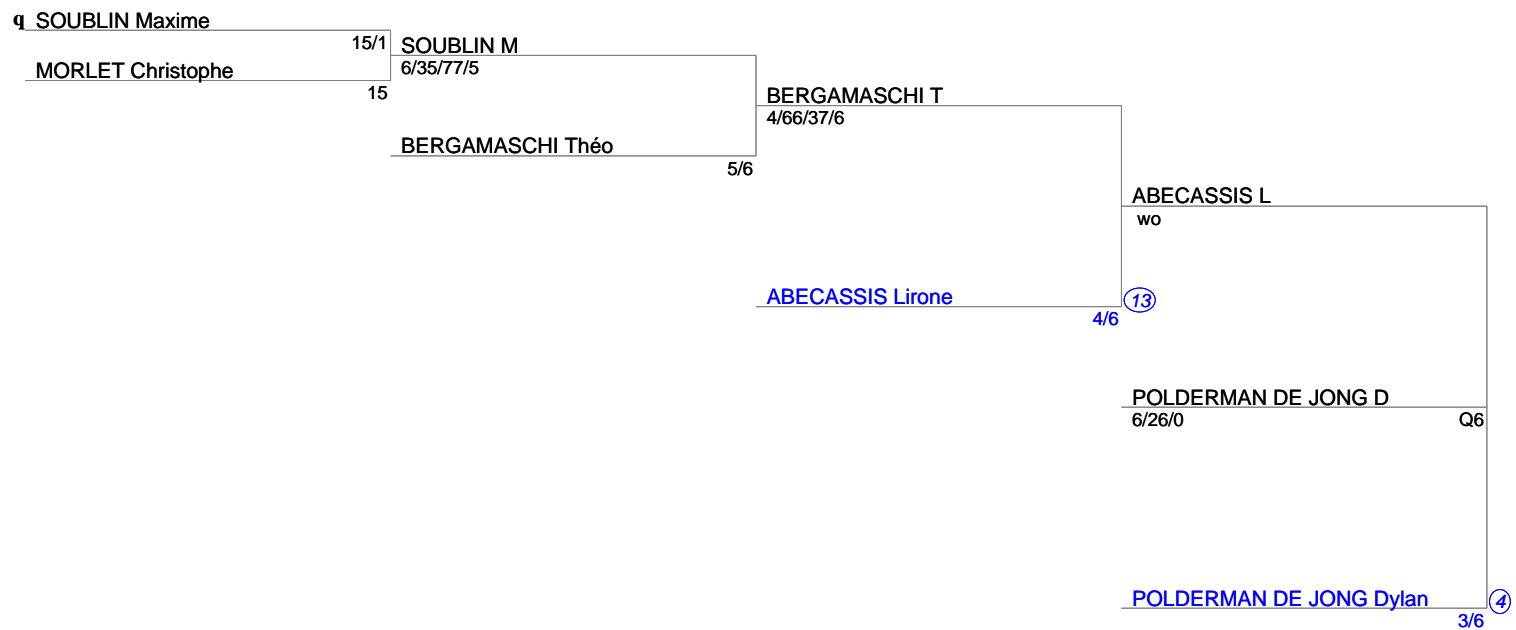 q SOUBLIN Maxime
15/1
SOUBLIN M
6/35/77/5
MORLET Christophe
15
BERGAMASCHI T
4/66/37/6
BERGAMASCHI Théo
5/6
ABECASSIS L
wo
ABECASSIS Lirone
13
4/6
POLDERMAN DE JONG D
6/26/0
Q6
POLDERMAN DE JONG Dylan
4
3/6